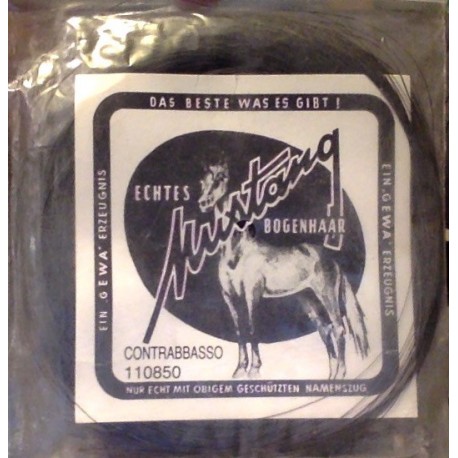 DAS BESTE WAS ES GIBT!
ECHTES
Mustang
BOGENHAAR
EIN „GEWA" ERZEUGNIS
EIN „GEWA" ERZEUGNIS
CONTRABBASSO
110850
NUR ECHT MIT OBIGEM GESCHÜTZTEN NAMENSZUG